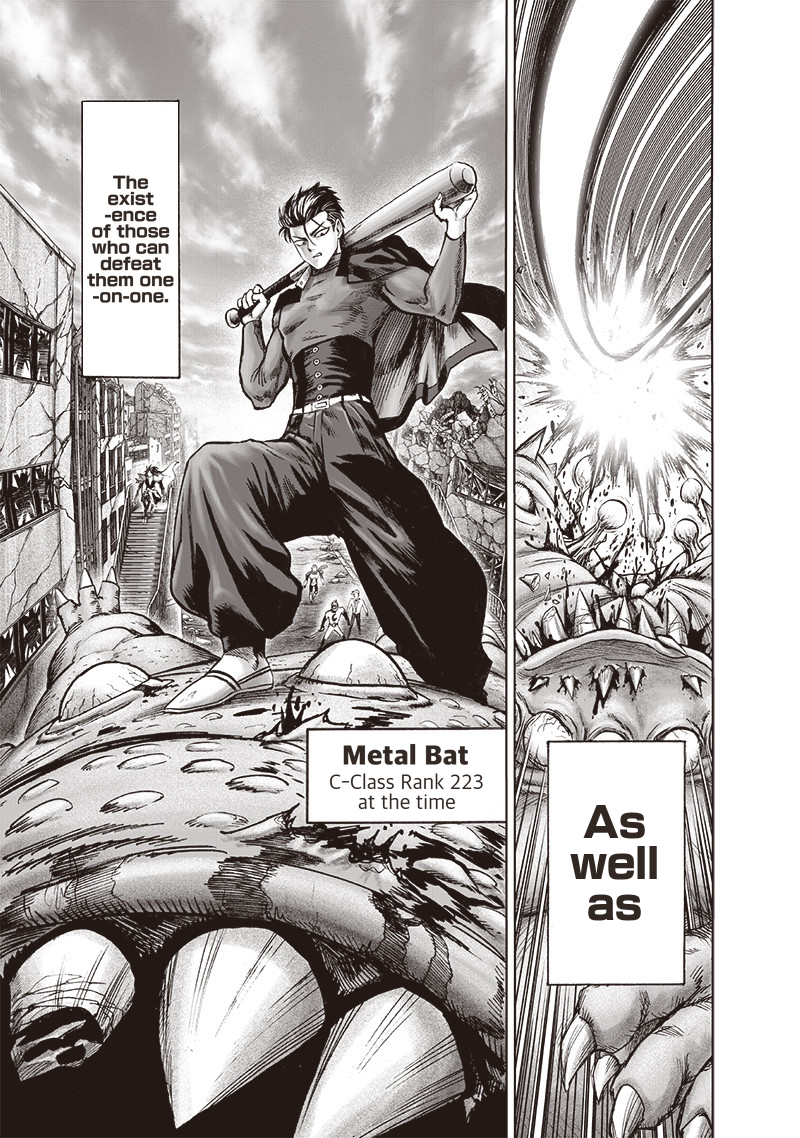 As
well
as
The
exist
-ence
of those
who can
defeat
them one
-on-one.
Metal Bat
C-Class Rank 223
at the time